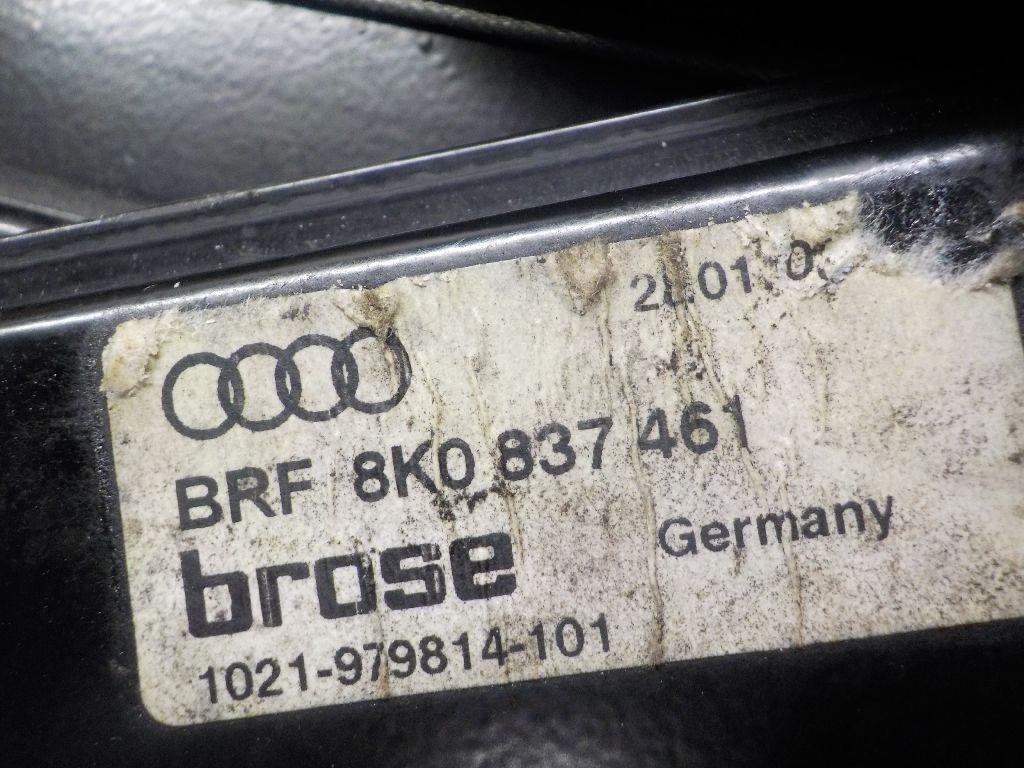 BRF 8K0 837 461
brose Germany
1021-979814-101